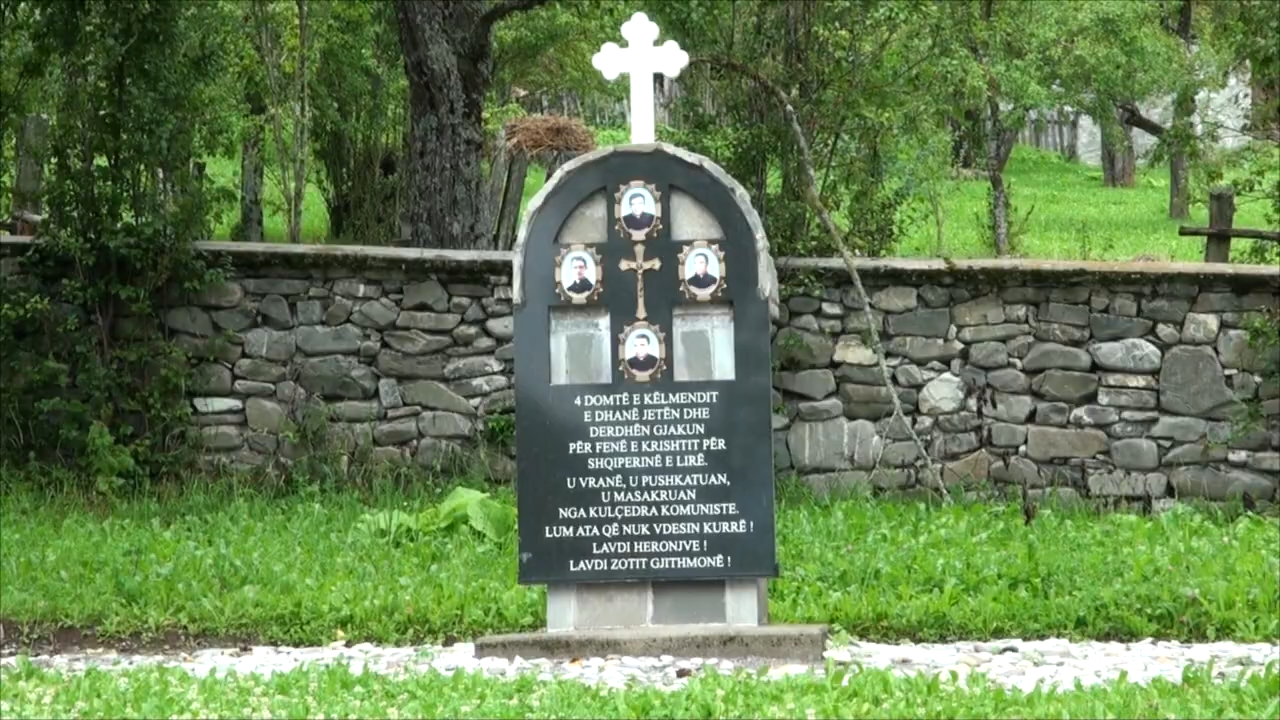 4 DOMTË E KËLMENDIT
E DHANË JETËN DHE
DERDHËN GJAKUN
PËR FENË E KRISHTIT PËR
SHQIPERINË E LIRË.
U VRANË, U PUSHKATUAN,
U MASAKRUAN
NGA KULÇEDRA KOMUNISTE.
LUM ATA QË NUK VDESIN KURRË !
LAVDI HERONJVE !
LAVDI ZOTIT GJITHMONË !